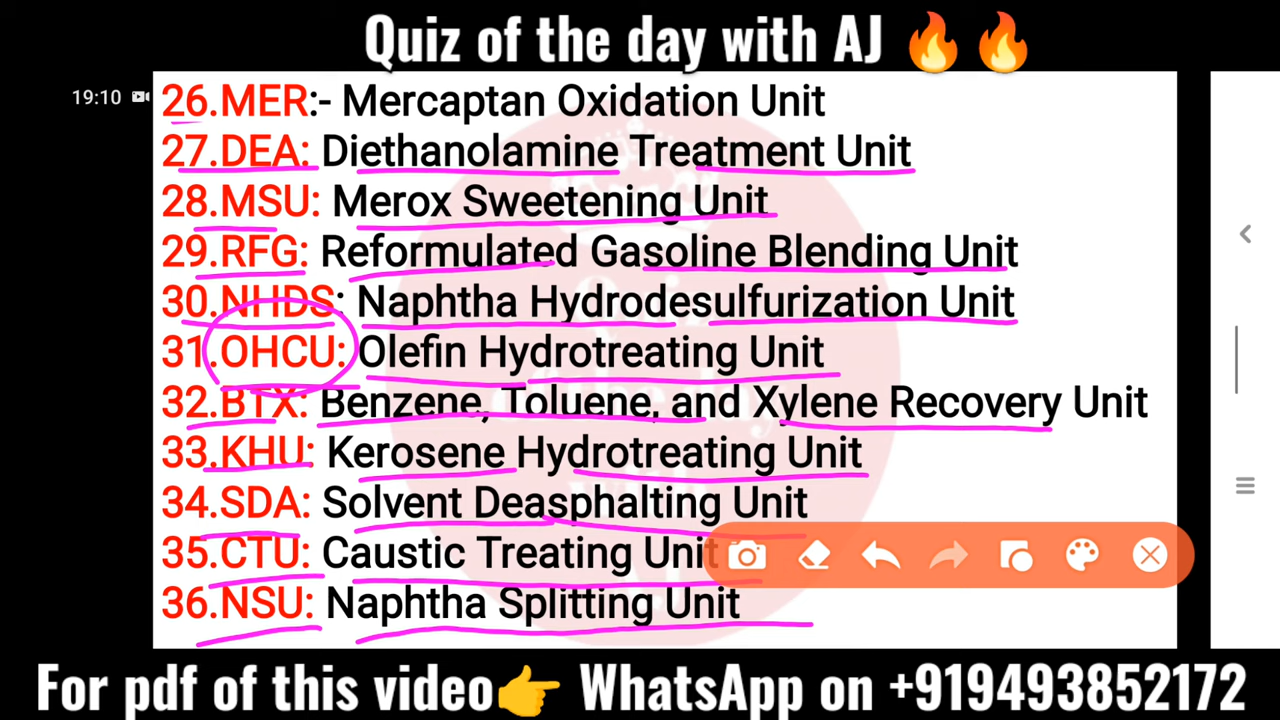 Quiz of the day with AJ 🔥🔥
19:10
26.MER:- Mercaptan Oxidation Unit
27.DEA: Diethanolamine Treatment Unit
28.MSU: Merox Sweetening Unit
29.RFG: Reformulated Gasoline Blending Unit
30.NHDS: Naphtha Hydrodesulfurization Unit
31.OHCU: Olefin Hydrotreating Unit
32.BTX: Benzene, Toluene, and Xylene Recovery Unit
33.KHU: Kerosene Hydrotreating Unit
34.SDA: Solvent Deasphalting Unit
35.CTU: Caustic Treating Unit
36.NSU: Naphtha Splitting Unit
For pdf of this video👉 WhatsApp on +919493852172